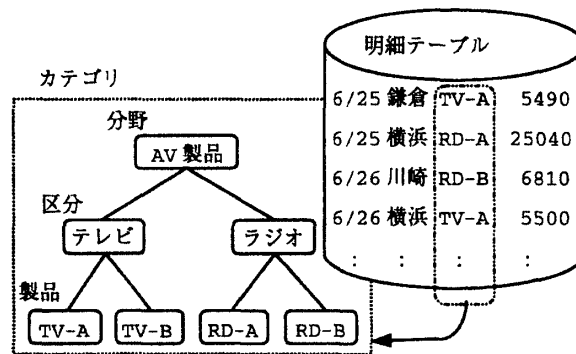 明細テーブル
カテゴリ
6/25 鎌倉 TV-A 5490
6/25 横浜 RD-A 25040
6/26 川崎 RD-B 6810
6/26 横浜 TV-A 5500
: : : :
分野
AV 製品
区分
テレビ ラジオ
製品
TV-A TV-B RD-A RD-B